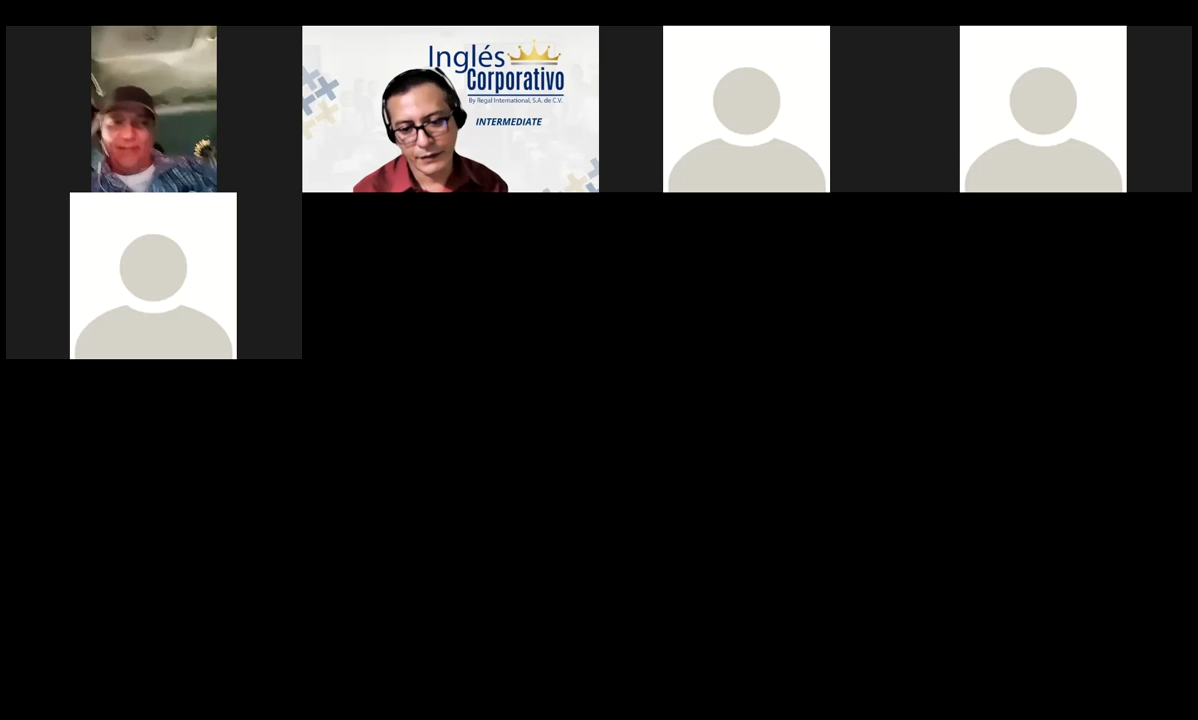 Inglés
Corporativo
By Regal International, S.A. de C.V.
INTERMEDIATE